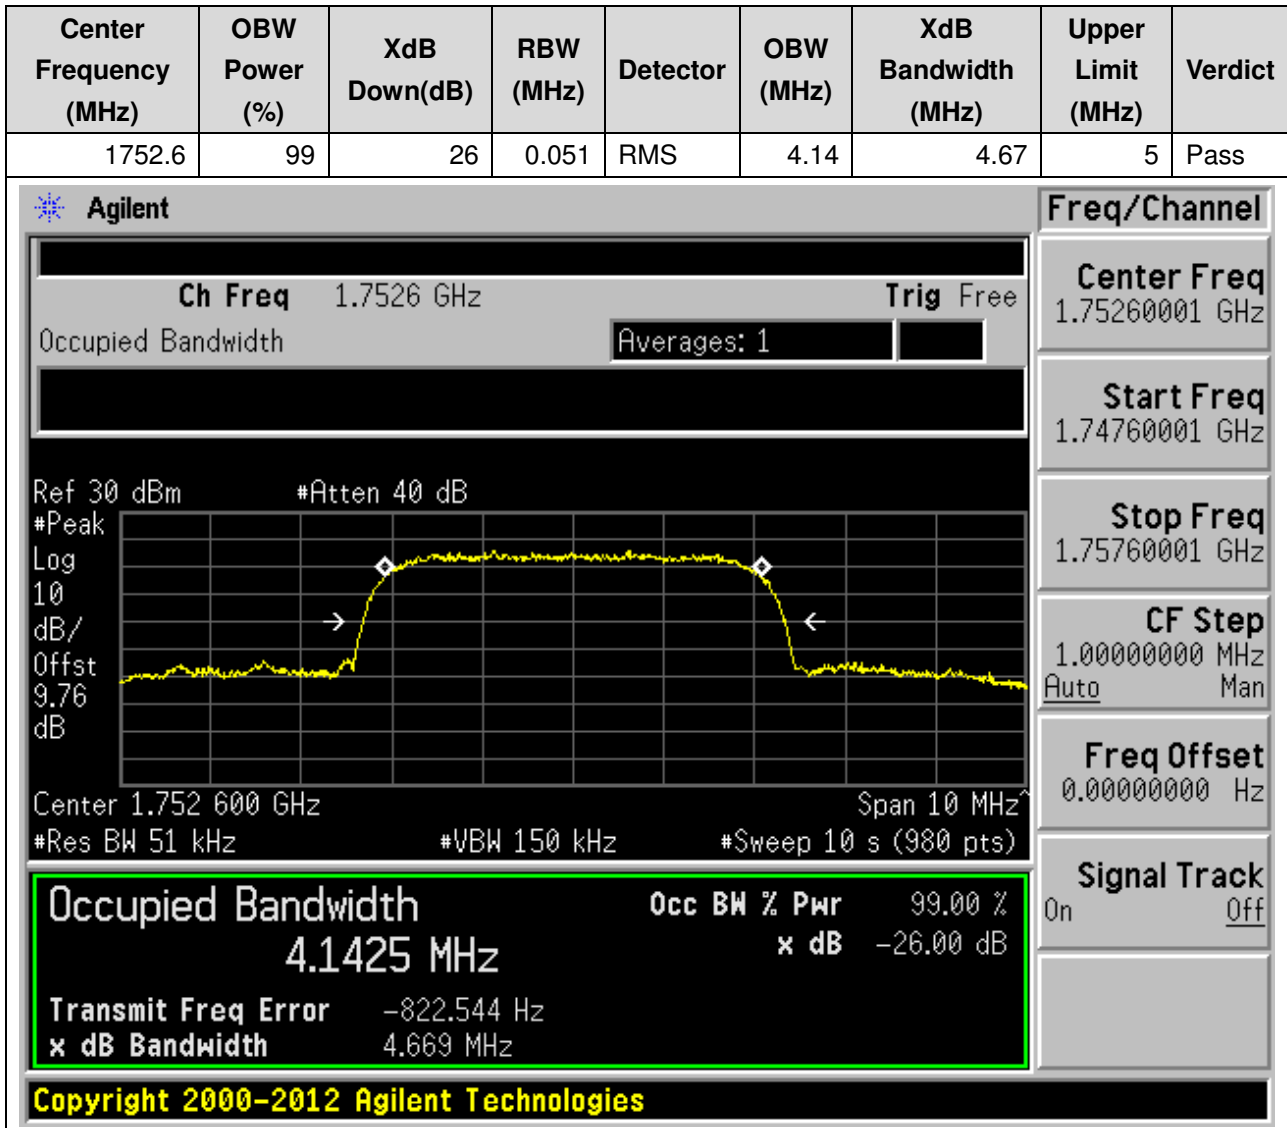 Center Frequency (MHz) OBW Power (%) XdB Down(dB) RBW (MHz) Detector OBW (MHz) XdB Bandwidth (MHz) Upper Limit (MHz) Verdict
1752.6 99 26 0.051 RMS 4.14 4.67 5 Pass
Agilent
Freq/Channel
Ch Freq 1.7526 GHz Trig Free
Occupied Bandwidth Averages: 1
Center Freq
1.75260001 GHz
Start Freq
1.74760001 GHz
Stop Freq
1.75760001 GHz
CF Step
1.00000000 MHz
Auto Man
Freq Offset
0.00000000 Hz
Signal Track
On Off
Ref 30 dBm #Atten 40 dB
#Peak
Log
10
dB/
Offst
9.76
dB
Center 1.752 600 GHz Span 10 MHz^
#Res BW 51 kHz #VBW 150 kHz #Sweep 10 s (980 pts)
Occupied Bandwidth Occ BW % Pwr 99.00 %
4.1425 MHz x dB -26.00 dB
Transmit Freq Error -822.544 Hz
x dB Bandwidth 4.669 MHz
Copyright 2000-2012 Agilent Technologies